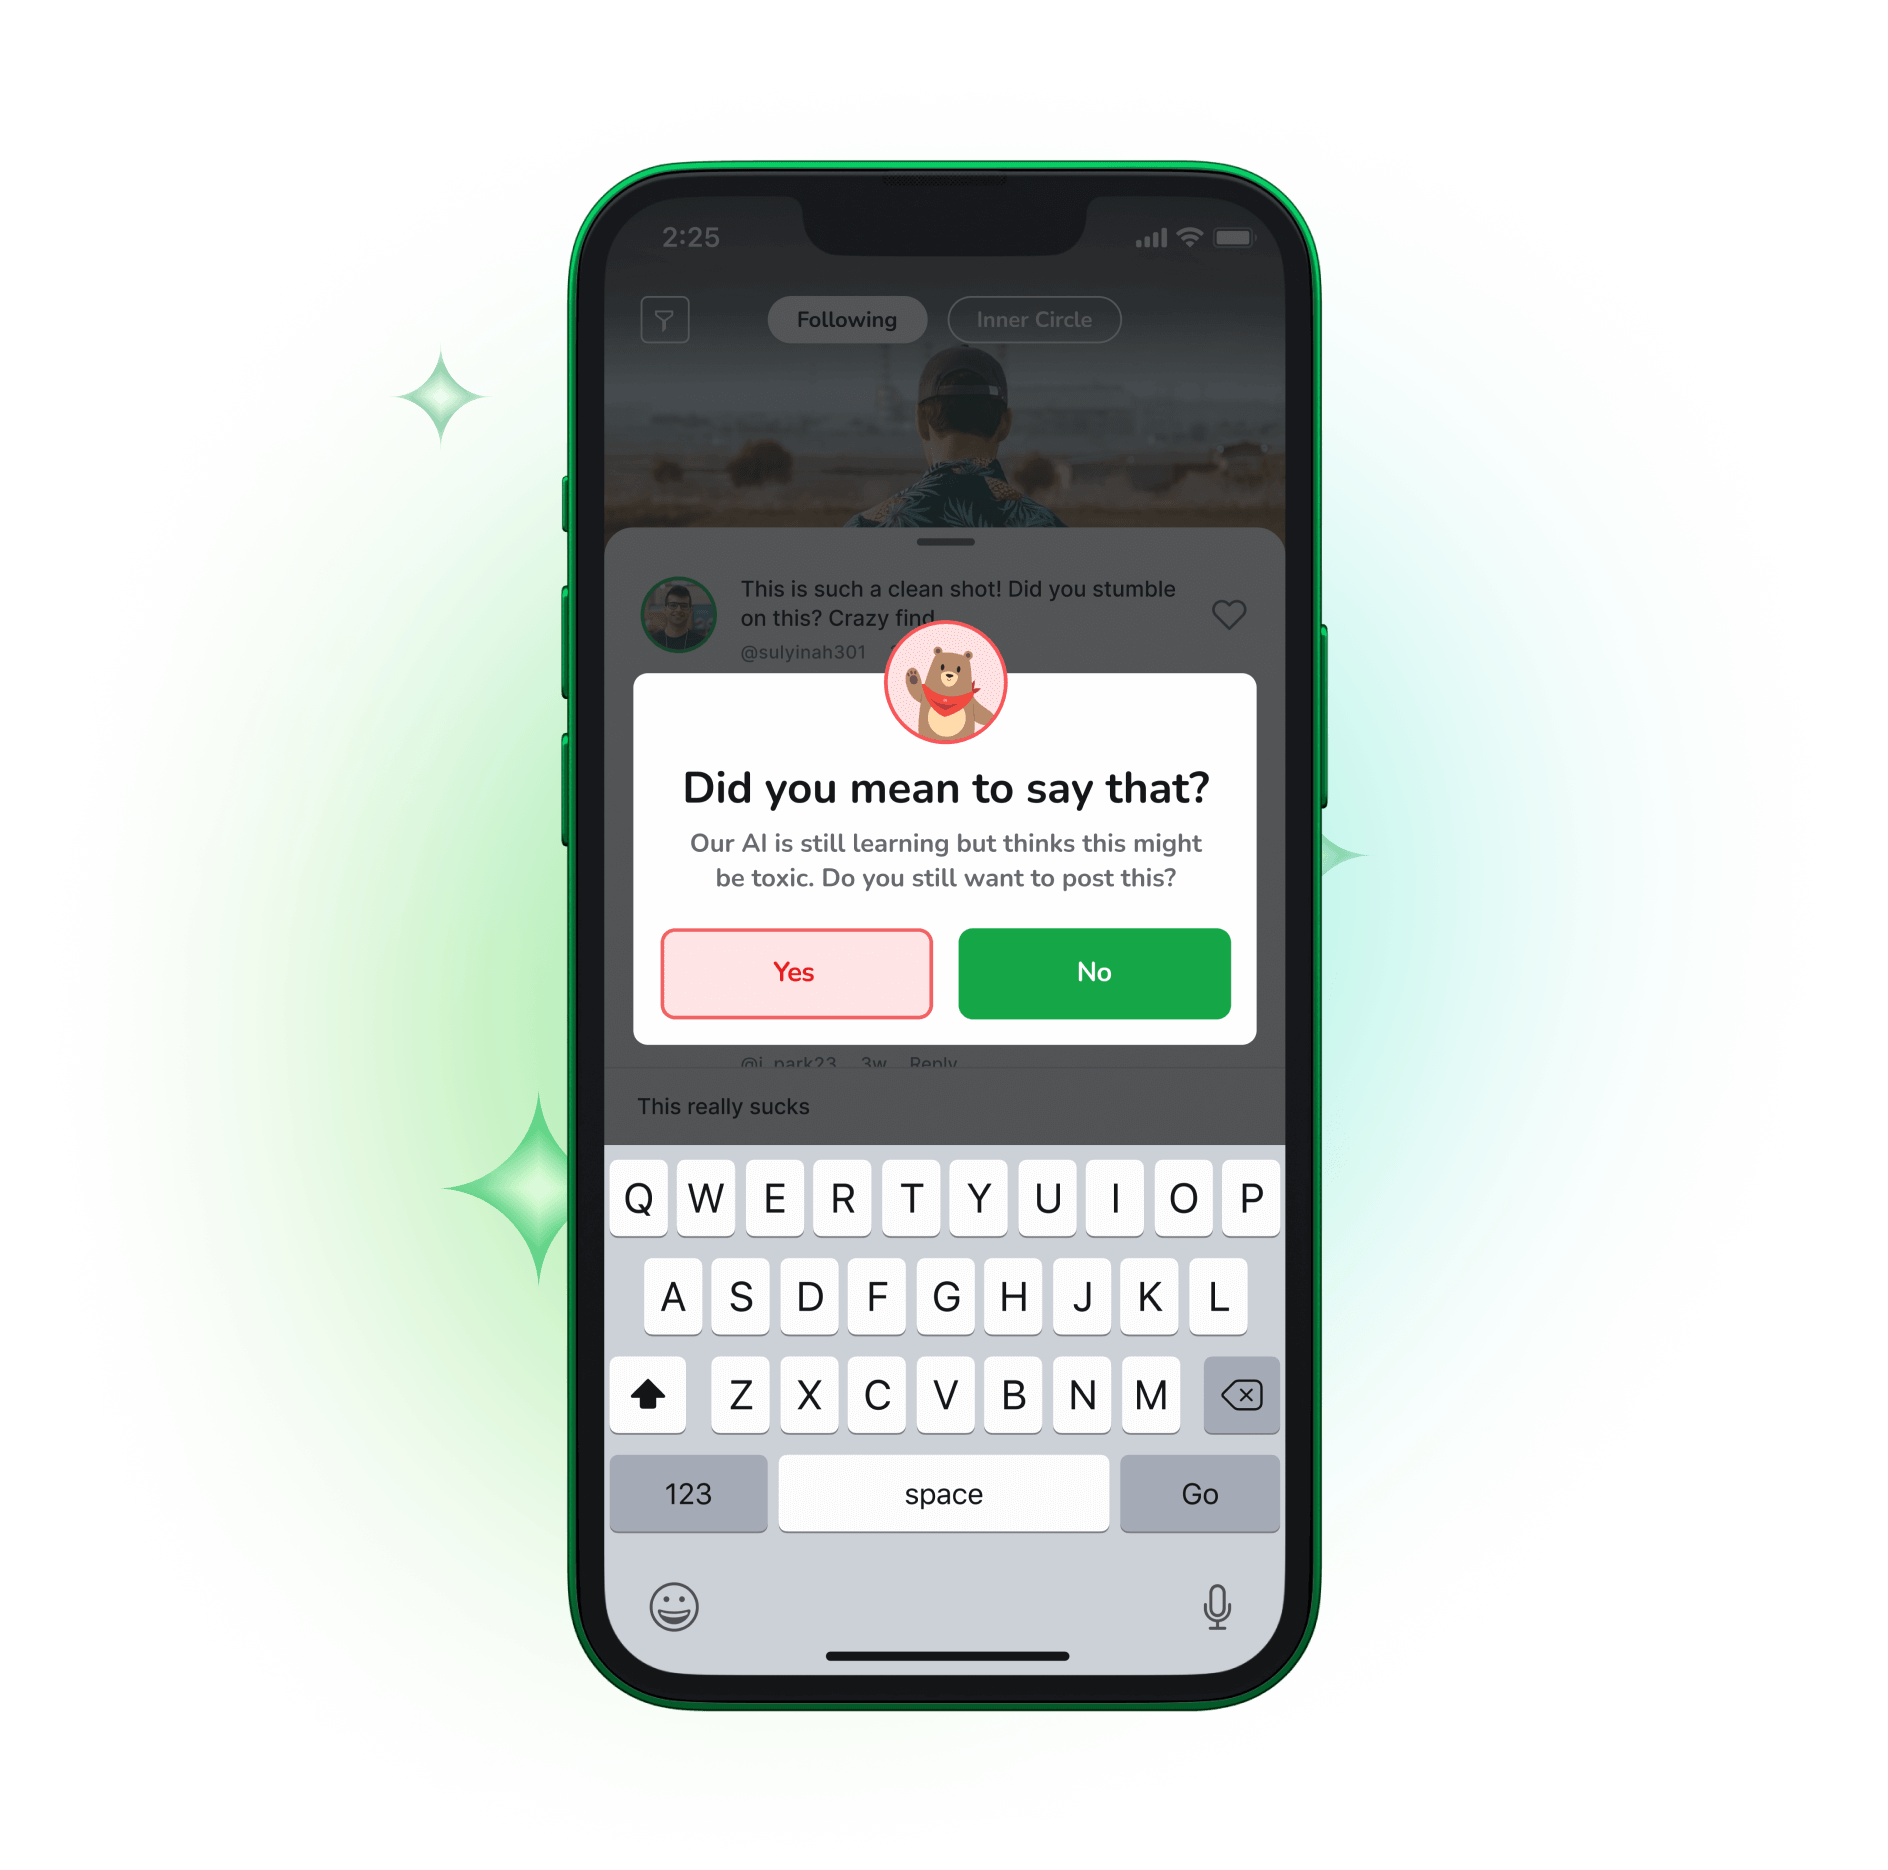 2:25
Following
Inner Circle
This is such a clean shot! Did you stumble
on this? Crazy find
@sulyinah301
Did you mean to say that?
Our AI is still learning but thinks this might
be toxic. Do you still want to post this?
Yes
No
@j_park23 3w Reply
This really sucks
Q W E R T Y U I O P
A S D F G H J K L
Z X C V B N M
123 space Go